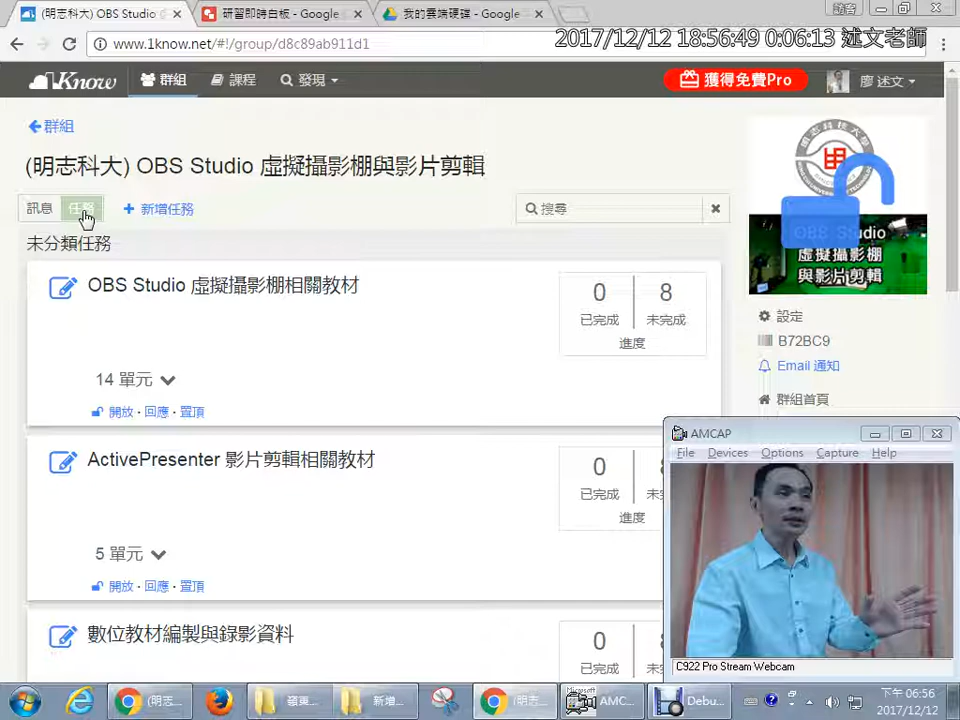 (明志科大) OBS Studio
研習即時白板 - Google
我的雲端硬碟 - Google
www.1know.net/#!/group/d8c89ab911d1
2017/12/12 18:56:49 0:06:13 述文老師
1Know
群組
課程
發現
獲得免費Pro
廖 述文
群組
(明志科大) OBS Studio 虛擬攝影棚與影片剪輯
訊息
任務
新增任務
搜尋
未分類任務
OBS Studio 虛擬攝影棚相關教材
0 8
已完成 未完成
進度
14 單元
開放 · 回應 · 置頂
ActivePresenter 影片剪輯相關教材
0
已完成
進度
5 單元
開放 · 回應 · 置頂
數位教材編製與錄影資料
0
已完成
OBS Studio
虛擬攝影棚
與影片剪輯
設定
B72BC9
Email 通知
群組首頁
AMCAP
File Devices Options Capture Help
C922 Pro Stream Webcam
(明志...
嶺東...
新增...
(明志...
AMC...
Debu...
下午 06:56
2017/12/12